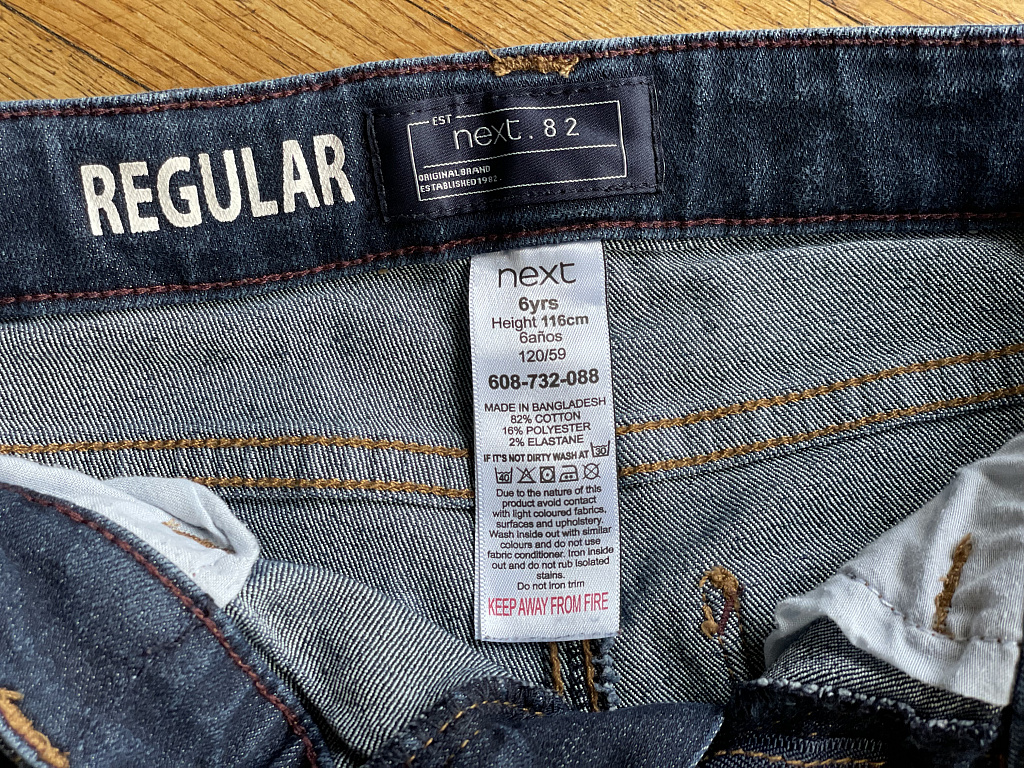 REGULAR
EST
next.82
ORIGINAL BRAND
ESTABLISHED 1982.
next
6yrs
Height 116cm
6años
120/59
608-732-088
MADE IN BANGLADESH
82% COTTON
16% POLYESTER
2% ELASTANE
IF IT'S NOT DIRTY WASH AT 30
40
Due to the nature of this
product avoid contact
with light coloured fabrics,
surfaces and upholstery.
Wash inside out with similar
colours and do not use
fabric conditioner. Iron inside
out and do not rub isolated
stains.
Do not iron trim
KEEP AWAY FROM FIRE